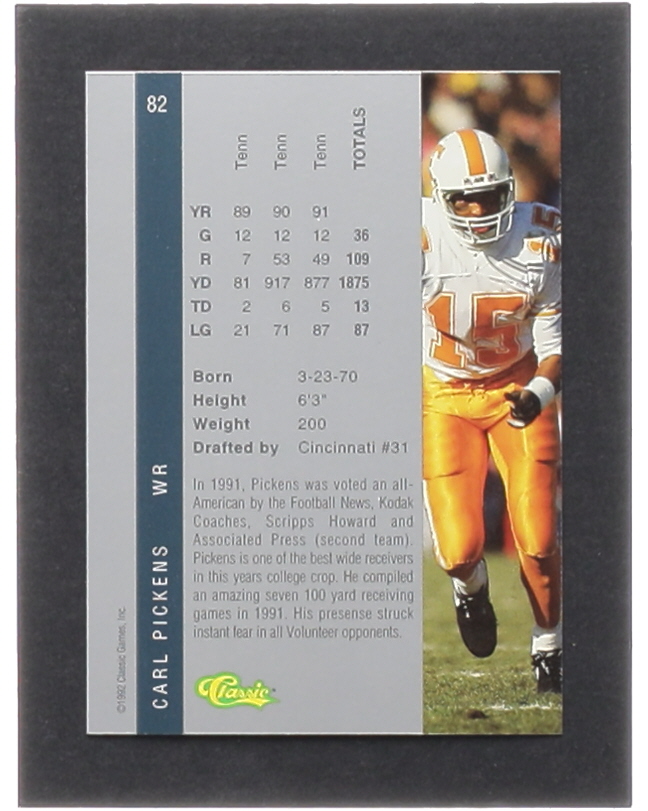 82
Tenn Tenn Tenn TOTALS
YR 89 90 91
G 12 12 12 36
R 7 53 49 109
YD 81 917 877 1875
TD 2 6 5 13
LG 21 71 87 87
Born 3-23-70
Height 6'3"
Weight 200
Drafted by Cincinnati #31
In 1991, Pickens was voted an all-
American by the Football News, Kodak
Coaches, Scripps Howard and
Associated Press (second team).
Pickens is one of the best wide receivers
in this years college crop. He compiled
an amazing seven 100 yard receiving
games in 1991. His presense struck
instant fear in all Volunteer opponents.
Classic
CARL PICKENS WR
©1992 Classic Games, Inc.
15
15